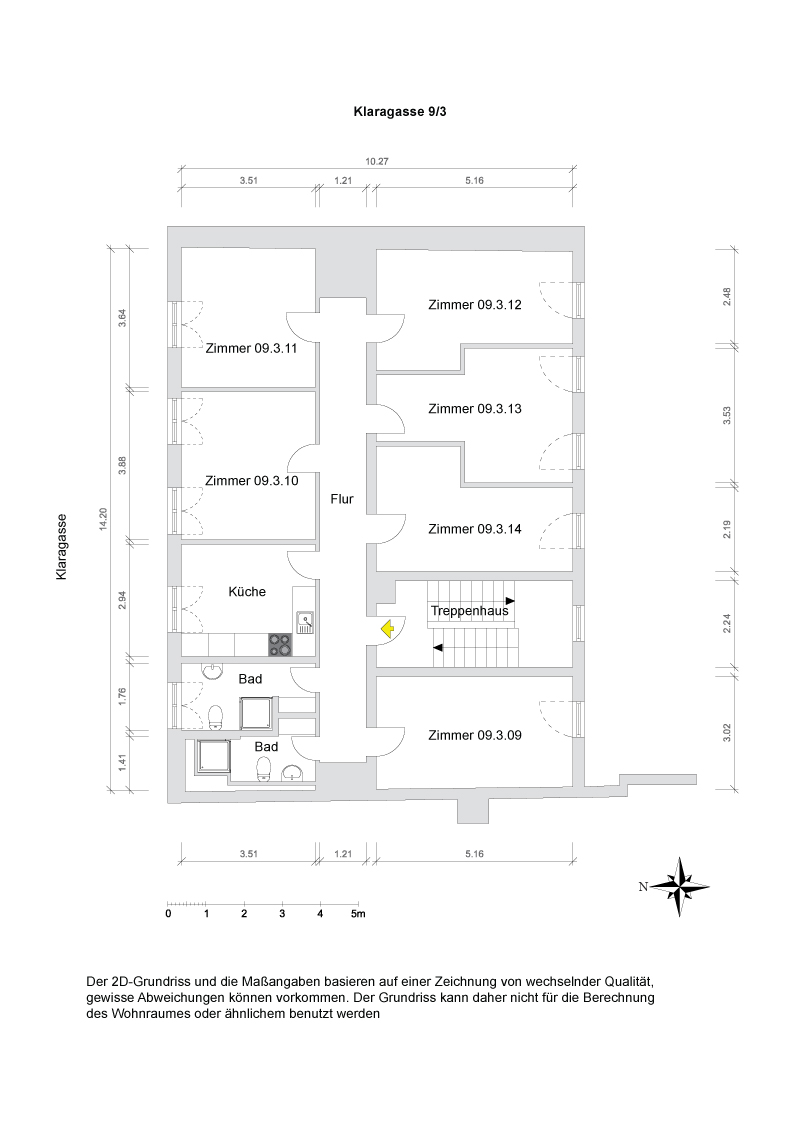 Klaragasse 9/3
10.27
3.51
1.21
5.16
2.48
3.64
Zimmer 09.3.12
Zimmer 09.3.11
Zimmer 09.3.13
3.53
3.88
Zimmer 09.3.10
Flur
14.20
Zimmer 09.3.14
2.19
Klaragasse
Küche
2.94
Treppenhaus
2.24
Bad
1.76
Zimmer 09.3.09
3.02
Bad
1.41
3.51
1.21
5.16
N
0 1 2 3 4 5m
Der 2D-Grundriss und die Maßangaben basieren auf einer Zeichnung von wechselnder Qualität,
gewisse Abweichungen können vorkommen. Der Grundriss kann daher nicht für die Berechnung
des Wohnraumes oder ähnlichem benutzt werden